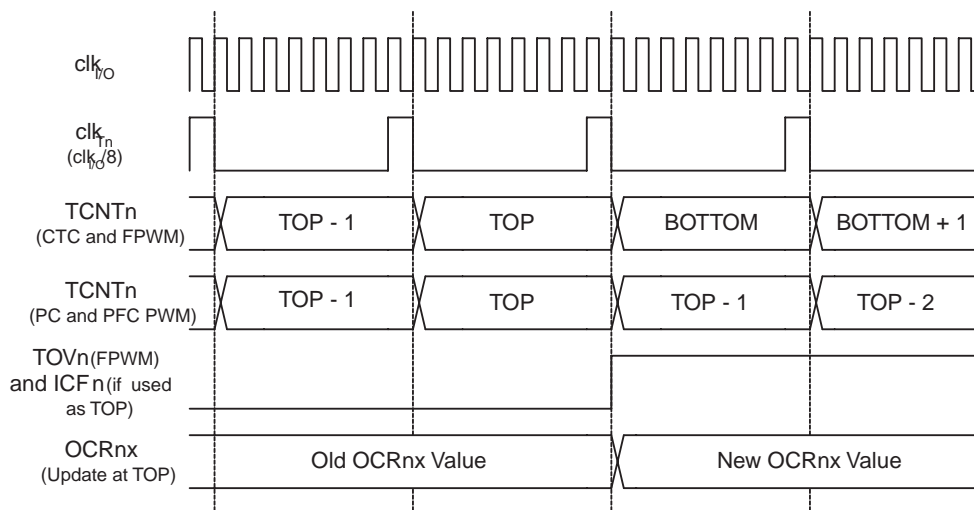 clkI/O
clkTn
(clkI/O/8)
TCNTn
(CTC and FPWM)
TOP - 1
TOP
BOTTOM
BOTTOM + 1
TCNTn
(PC and PFC PWM)
TOP - 1
TOP
TOP - 1
TOP - 2
TOVn (FPWM)
and ICFn (if used
as TOP)
OCRnx
(Update at TOP)
Old OCRnx Value
New OCRnx Value